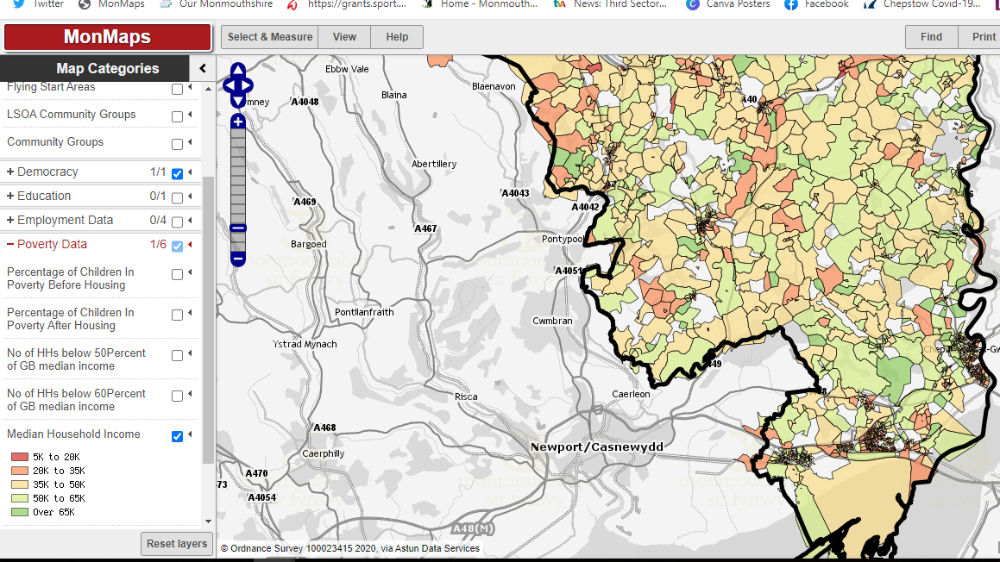 Twitter
MonMaps
Our Monmouthshire
https://grants.sport....
Home - Monmouth...
News: Third Sector...
Canva Posters
Facebook
Chepstow Covid-19...
MonMaps
Select & Measure
View
Help
Find
Print
Map Categories
Flying Start Areas
LSOA Community Groups
Community Groups
+ Democracy 1/1
+ Education 0/1
+ Employment Data 0/4
− Poverty Data 1/6
Percentage of Children In
Poverty Before Housing
Percentage of Children In
Poverty After Housing
No of HHs below 50Percent
of GB median income
No of HHs below 60Percent
of GB median income
Median Household Income
5K to 20K
20K to 35K
35K to 50K
50K to 65K
Over 65K
Reset layers
Ebbw Vale
Blaina
Blaenavon
mney
A4048
A40
Abertillery
A4043
A469
A4042
A467
Bargoed
Pontypool
A4051
Pontllanfraith
Cwmbran
Ystrad Mynach
A449
Caerleon
Risca
A468
Newport/Casnewydd
Caerphilly
A470
73
A4054
A48(M)
monmouthshire
sir fynwy
© Ordnance Survey 100023415 2020, via Astun Data Services